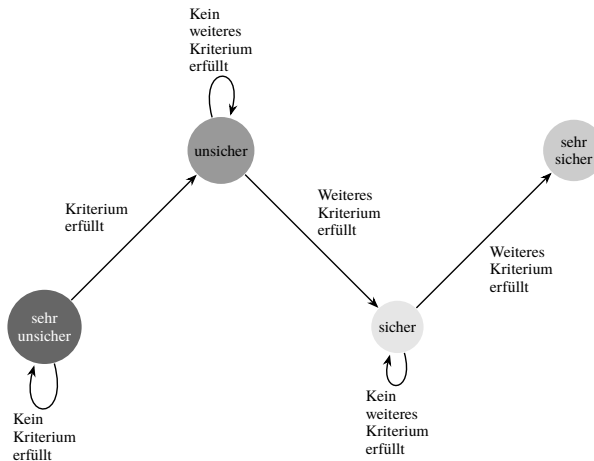 Kein
weiteres
Kriterium
erfüllt
unsicher
sehr
sicher
Kriterium
erfüllt
Weiteres
Kriterium
erfüllt
Weiteres
Kriterium
erfüllt
sehr
unsicher
sicher
Kein
Kriterium
erfüllt
Kein
weiteres
Kriterium
erfüllt